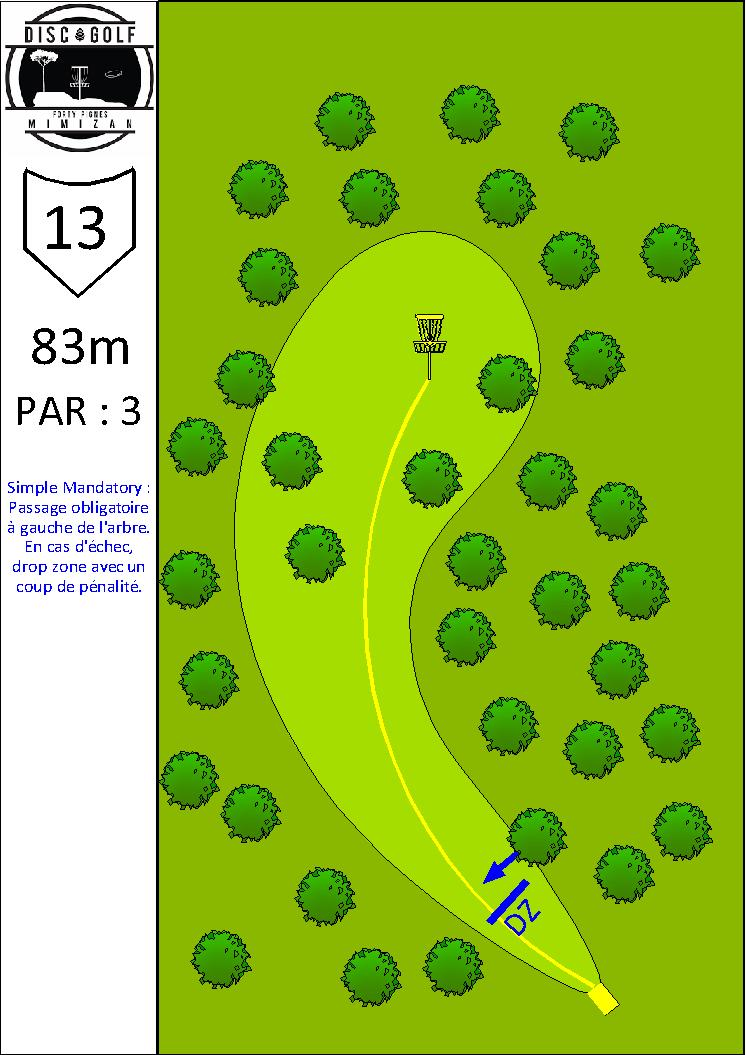 DISC GOLF
FORTY PIGNES
MIMIZAN
13
83m
PAR : 3
Simple Mandatory :
Passage obligatoire
à gauche de l'arbre.
En cas d'échec,
drop zone avec un
coup de pénalité.
DZ